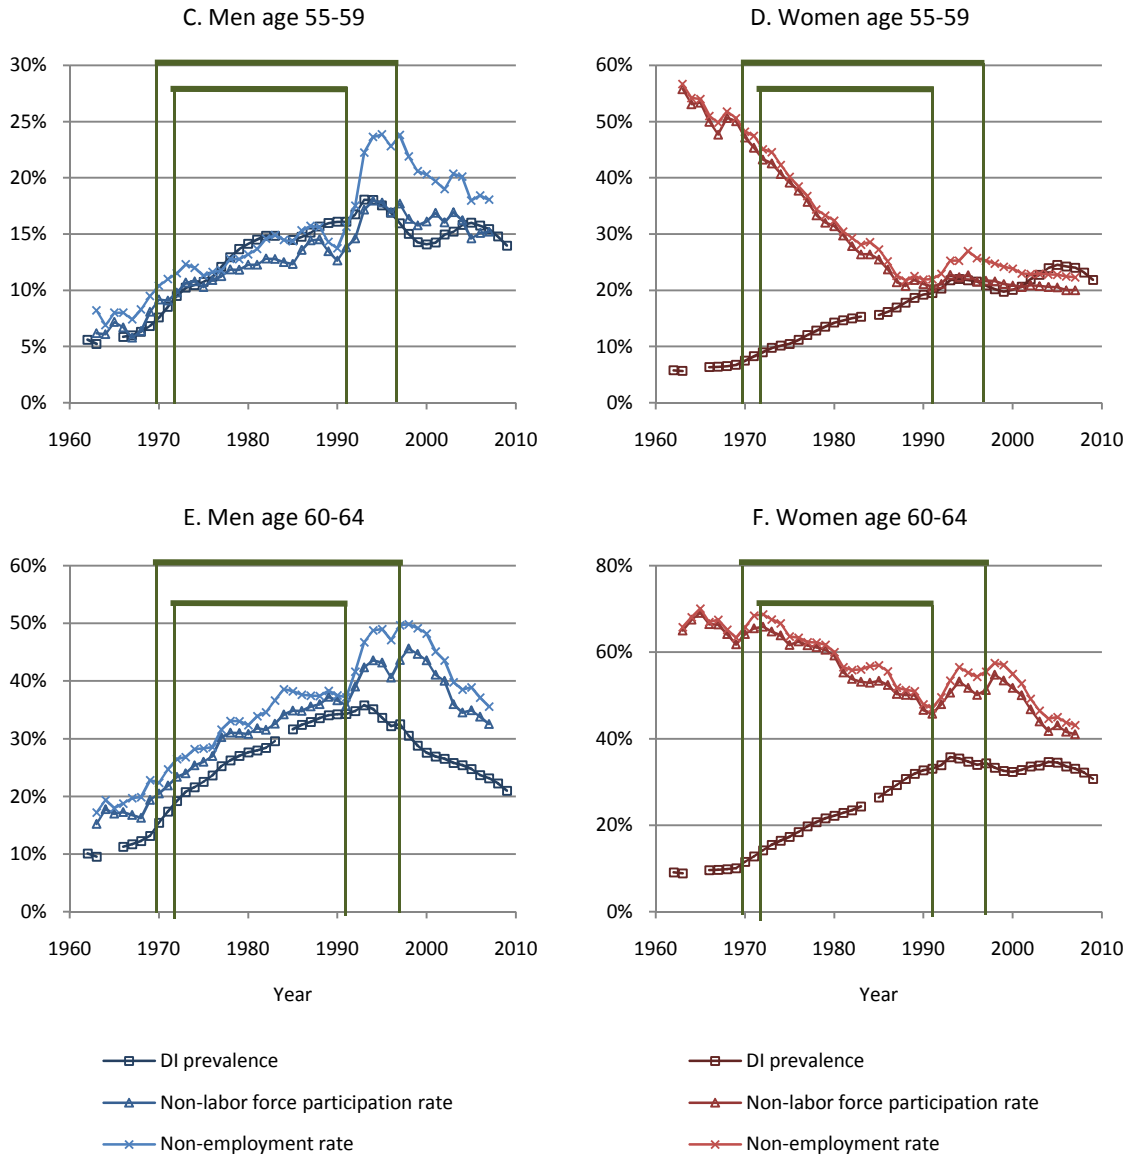 C. Men age 55-59
30%
25%
20%
15%
10%
5%
0%
1960 1970 1980 1990 2000 2010
D. Women age 55-59
60%
50%
40%
30%
20%
10%
0%
1960 1970 1980 1990 2000 2010
E. Men age 60-64
60%
50%
40%
30%
20%
10%
0%
1960 1970 1980 1990 2000 2010
Year
F. Women age 60-64
80%
60%
40%
20%
0%
1960 1970 1980 1990 2000 2010
Year
DI prevalence
Non-labor force participation rate
Non-employment rate
DI prevalence
Non-labor force participation rate
Non-employment rate